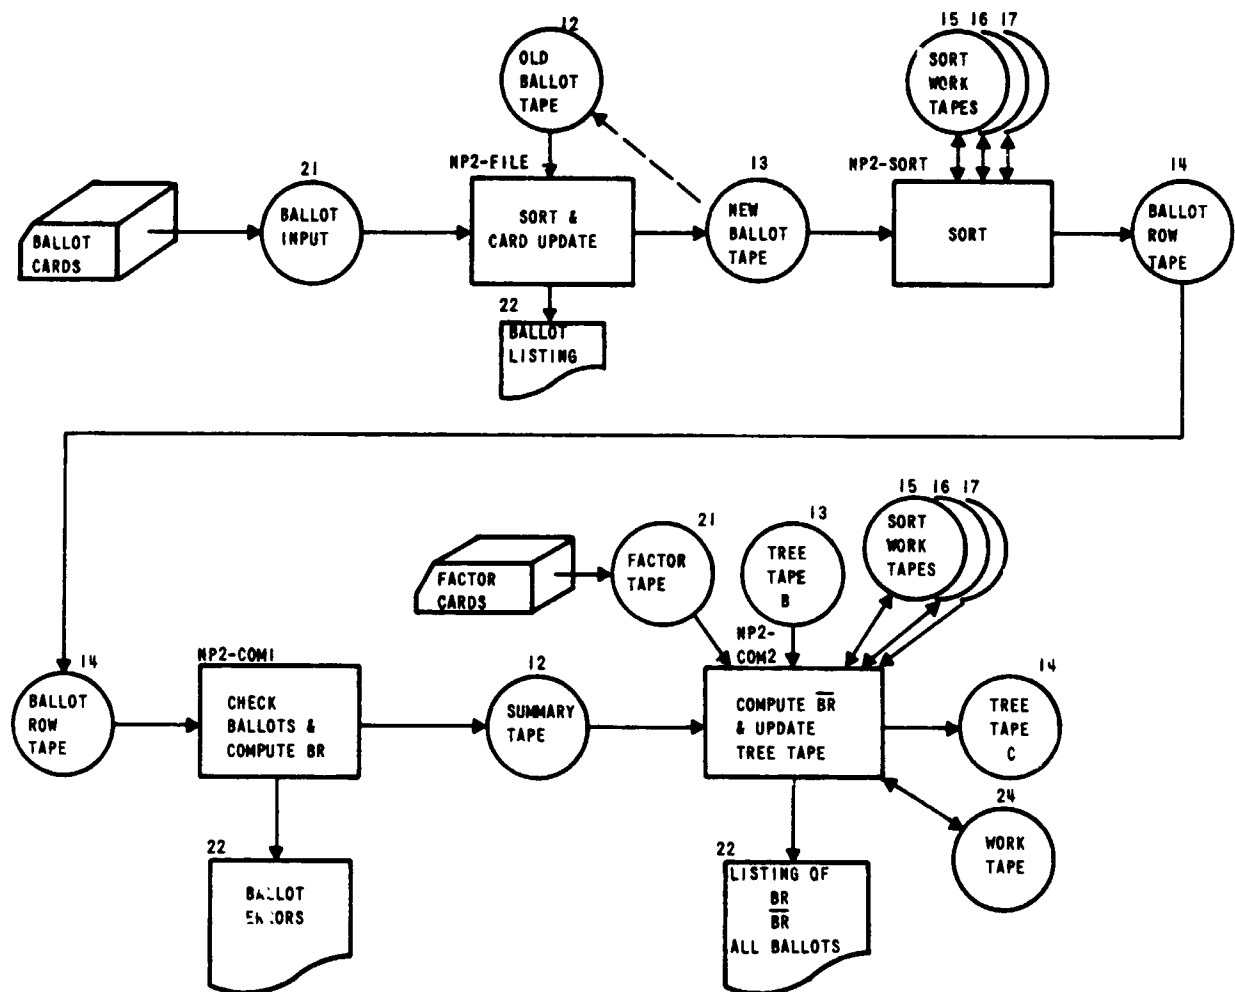 12
OLD
BALLOT
TAPE
15 16 17
SORT
WORK
TAPES
NP2-FILE
NP2-SORT
21
13
14
BALLOT
CARDS
BALLOT
INPUT
SORT &
CARD UPDATE
NEW
BALLOT
TAPE
SORT
BALLOT
ROW
TAPE
22
BALLOT
LISTING
15 16 17
21
13
FACTOR
CARDS
FACTOR
TAPE
TREE
TAPE
B
SORT
WORK
TAPES
14
NP2-COM1
12
NP2-
COM2
14
BALLOT
ROW
TAPE
CHECK
BALLOTS &
COMPUTE BR
SUMMARY
TAPE
COMPUTE B̅R̅
& UPDATE
TREE TAPE
TREE
TAPE
C
24
WORK
TAPE
22
BALLOT
ERRORS
22
LISTING OF
BR
B̅R̅
ALL BALLOTS